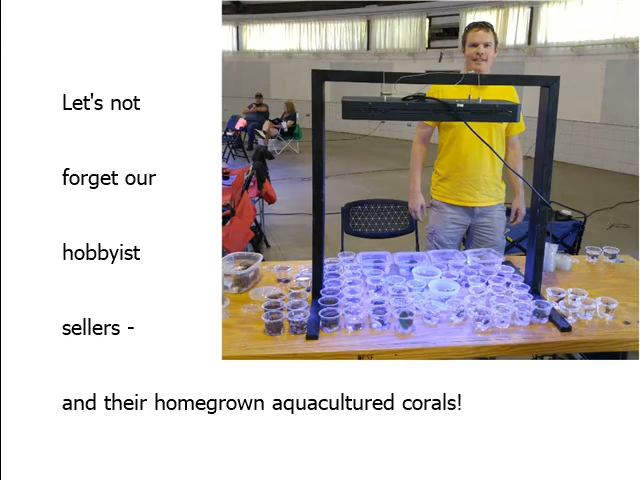 Let's not
forget our
hobbyist
sellers -
and their homegrown aquacultured corals!